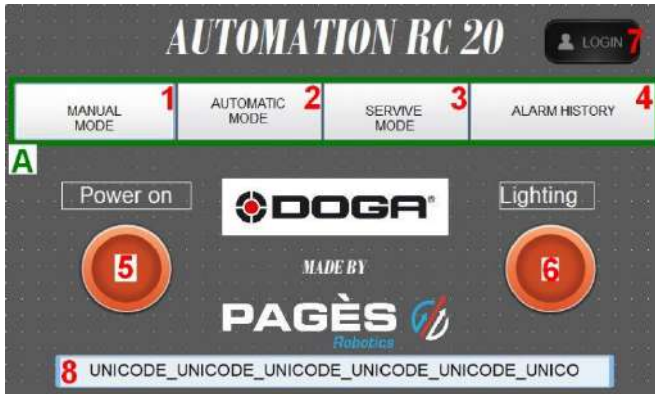 AUTOMATION RC 20
LOGIN 7
MANUAL MODE 1
AUTOMATIC MODE 2
SERVIVE MODE 3
ALARM HISTORY 4
A
Power on
DOGA®
Lighting
5
MADE BY
6
PAGÈS
Robotics
8 UNICODE_UNICODE_UNICODE_UNICODE_UNICODE_UNICO